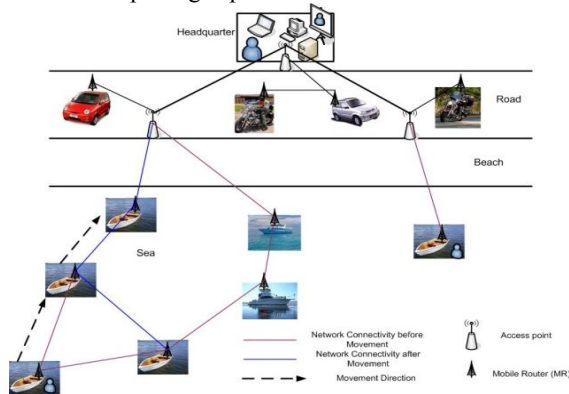 Headquarter
Road
Beach
Sea
Network Connectivity before
Movement
Network Connectivity after
Movement
Movement Direction
Access point
Mobile Router (MR)